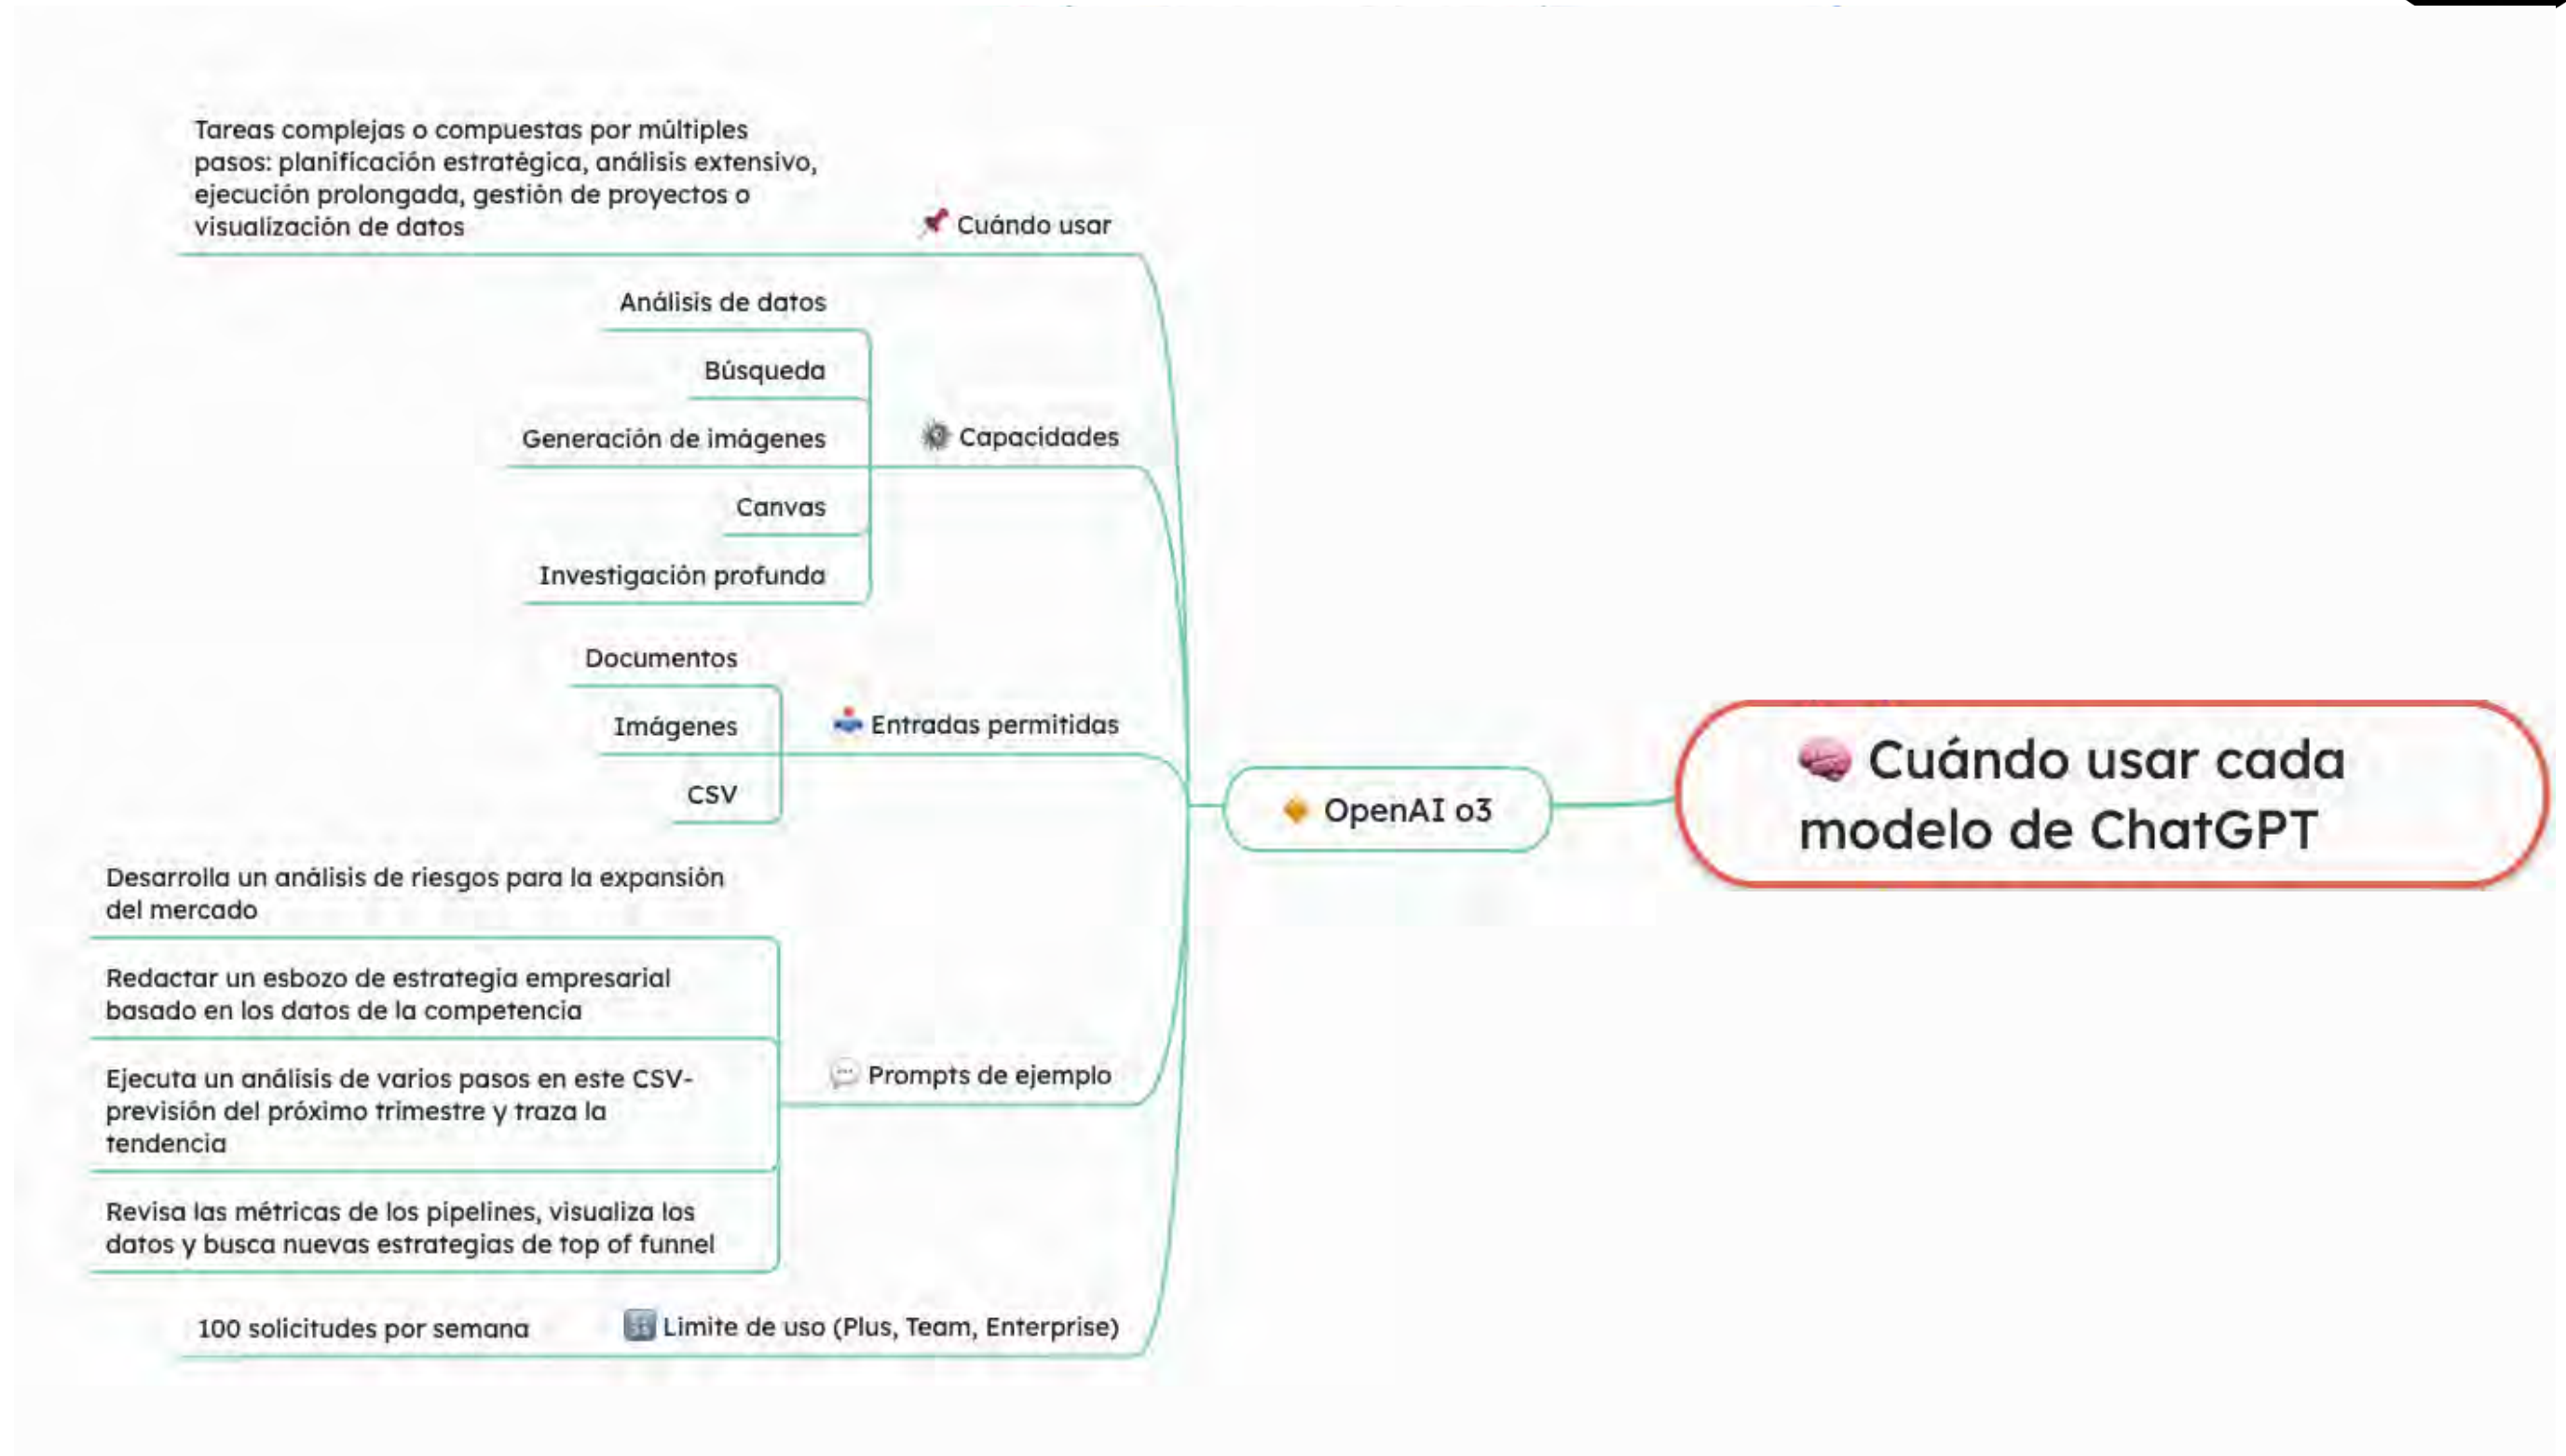 Tareas complejas o compuestas por múltiples
pasos: planificación estratégica, análisis extensivo,
ejecución prolongada, gestión de proyectos o
visualización de datos
Cuándo usar
Análisis de datos
Búsqueda
Generación de imágenes
Canvas
Investigación profunda
Capacidades
Documentos
Imágenes
CSV
Entradas permitidas
Desarrolla un análisis de riesgos para la expansión
del mercado
Redactar un esbozo de estrategia empresarial
basado en los datos de la competencia
Ejecuta un análisis de varios pasos en este CSV-
previsión del próximo trimestre y traza la
tendencia
Revisa las métricas de los pipelines, visualiza los
datos y busca nuevas estrategias de top of funnel
Prompts de ejemplo
100 solicitudes por semana
Limite de uso (Plus, Team, Enterprise)
OpenAI o3
Cuándo usar cada
modelo de ChatGPT